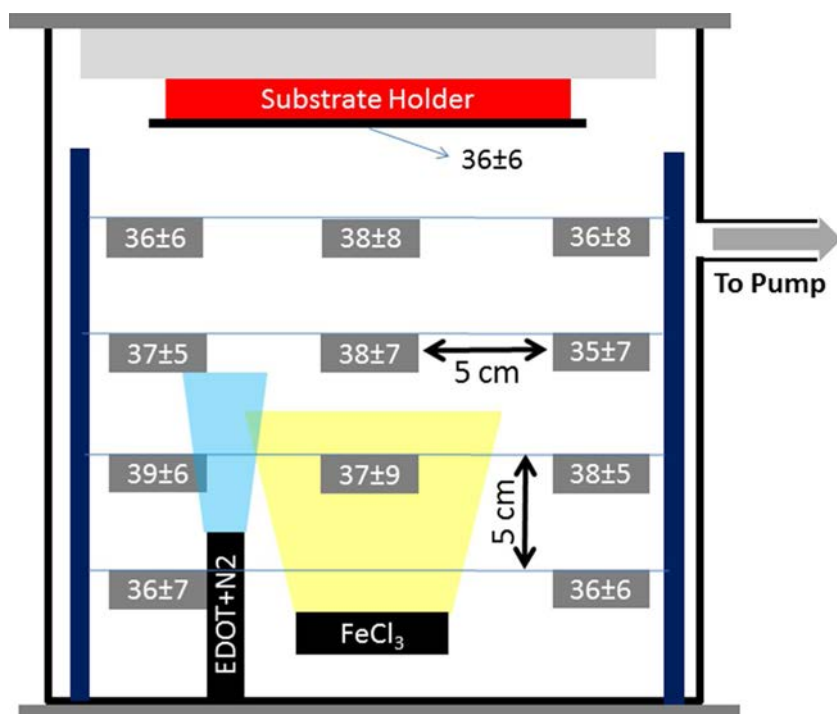 Substrate Holder
36±6
36±6 38±8 36±8
To Pump
37±5 38±7 35±7
5 cm
39±6 37±9 38±5
5 cm
36±7 36±6
EDOT+N2
FeCl₃